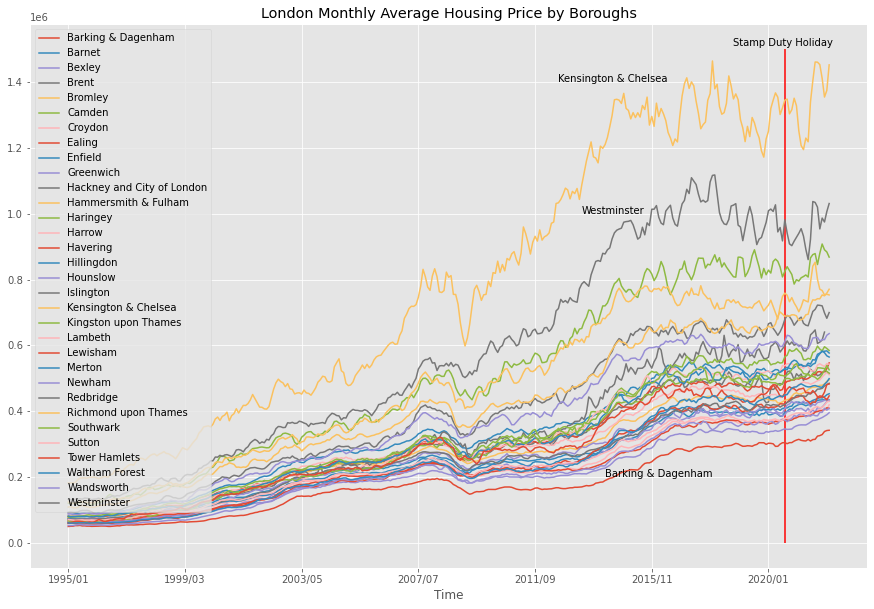 London Monthly Average Housing Price by Boroughs
1e6
Stamp Duty Holiday
Kensington & Chelsea
Westminster
Barking & Dagenham
Barking & Dagenham
Barnet
Bexley
Brent
Bromley
Camden
Croydon
Ealing
Enfield
Greenwich
Hackney and City of London
Hammersmith & Fulham
Haringey
Harrow
Havering
Hillingdon
Hounslow
Islington
Kensington & Chelsea
Kingston upon Thames
Lambeth
Lewisham
Merton
Newham
Redbridge
Richmond upon Thames
Southwark
Sutton
Tower Hamlets
Waltham Forest
Wandsworth
Westminster
1.4
1.2
1.0
0.8
0.6
0.4
0.2
0.0
1995/01 1999/03 2003/05 2007/07 2011/09 2015/11 2020/01
Time